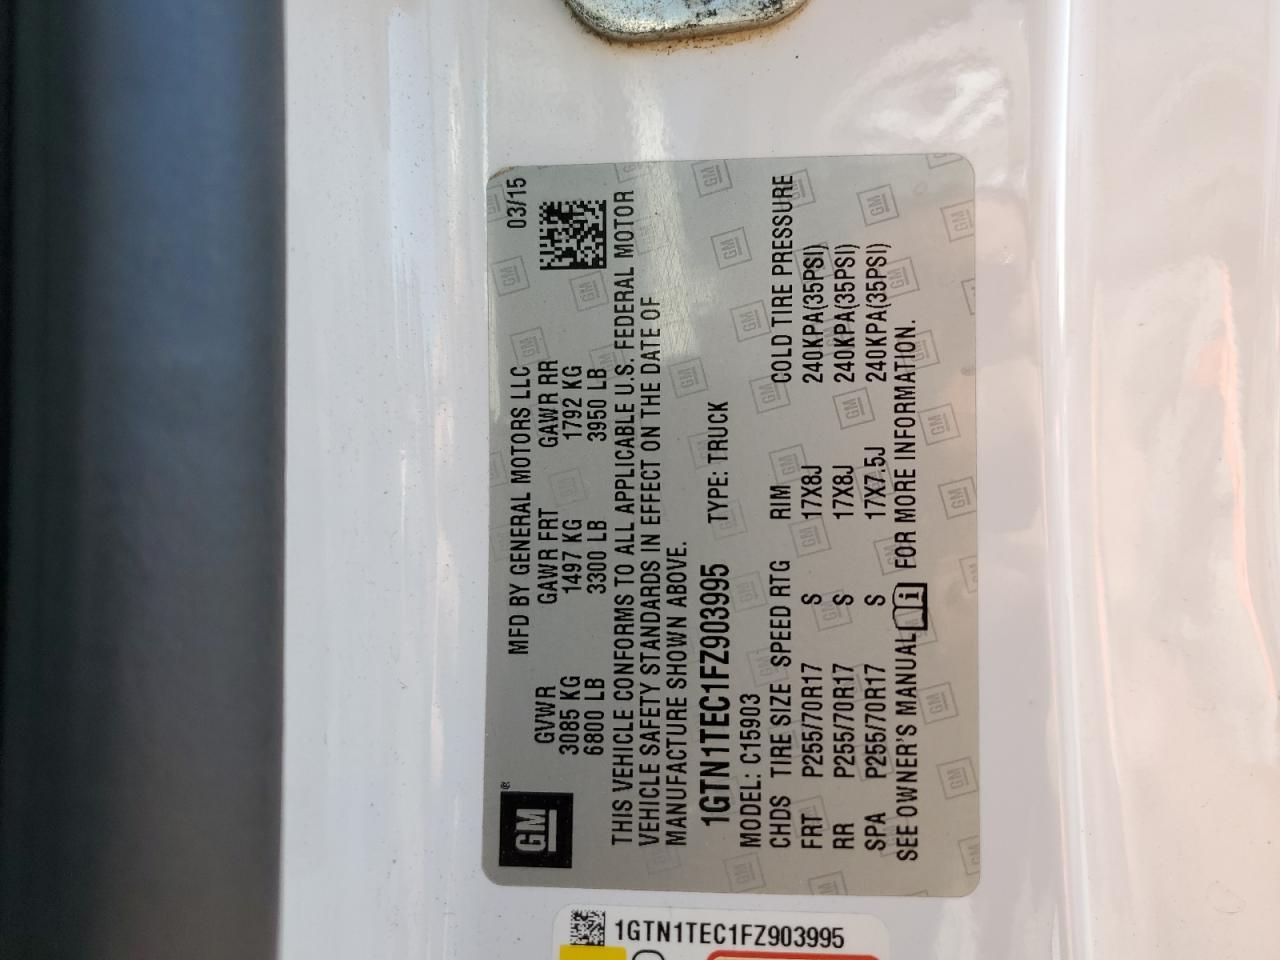 GM®
MFD BY GENERAL MOTORS LLC 03/15
GVWR GAWR FRT GAWR RR
3085 KG 1497 KG 1792 KG
6800 LB 3300 LB 3950 LB
THIS VEHICLE CONFORMS TO ALL APPLICABLE U.S. FEDERAL MOTOR
VEHICLE SAFETY STANDARDS IN EFFECT ON THE DATE OF
MANUFACTURE SHOWN ABOVE.
1GTN1TEC1FZ903995 TYPE: TRUCK
MODEL: C15903
CHDS TIRE SIZE SPEED RTG RIM COLD TIRE PRESSURE
FRT P255/70R17 S 17X8J 240KPA(35PSI)
RR P255/70R17 S 17X8J 240KPA(35PSI)
SPA P255/70R17 S 17X7.5J 240KPA(35PSI)
SEE OWNER'S MANUAL i FOR MORE INFORMATION.
1GTN1TEC1FZ903995